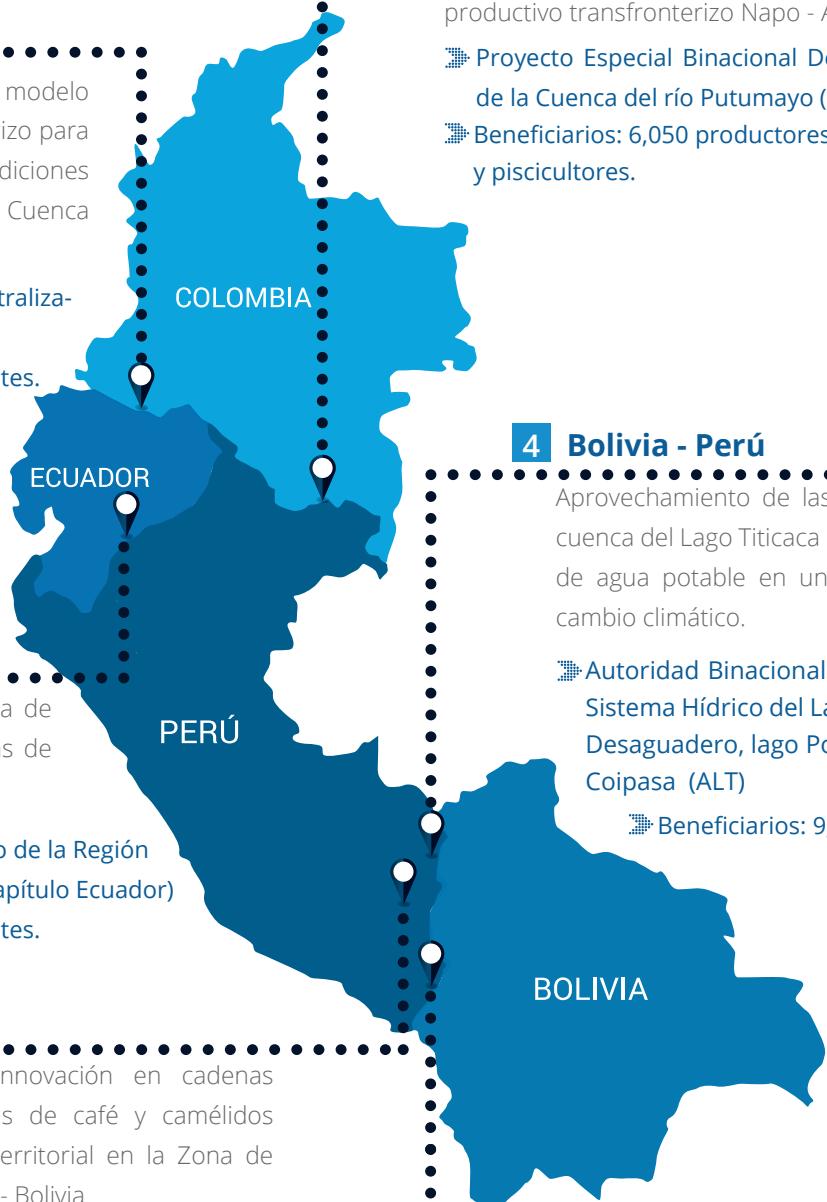 productivo transfronterizo Napo - A
Proyecto Especial Binacional De
de la Cuenca del río Putumayo (
Beneficiarios: 6,050 productores
y piscicultores.
modelo
izo para
diciones
Cuenca
traliza-
tes.
COLOMBIA
ECUADOR
PERÚ
BOLIVIA
4 Bolivia - Perú
Aprovechamiento de las
cuenca del Lago Titicaca
de agua potable en un
cambio climático.
Autoridad Binacional
Sistema Hídrico del La
Desaguadero, lago Po
Coipasa (ALT)
Beneficiarios: 9,
a de
as de
o de la Región
apítulo Ecuador)
tes.
nnovación en cadenas
s de café y camélidos
erritorial en la Zona de
- Bolivia